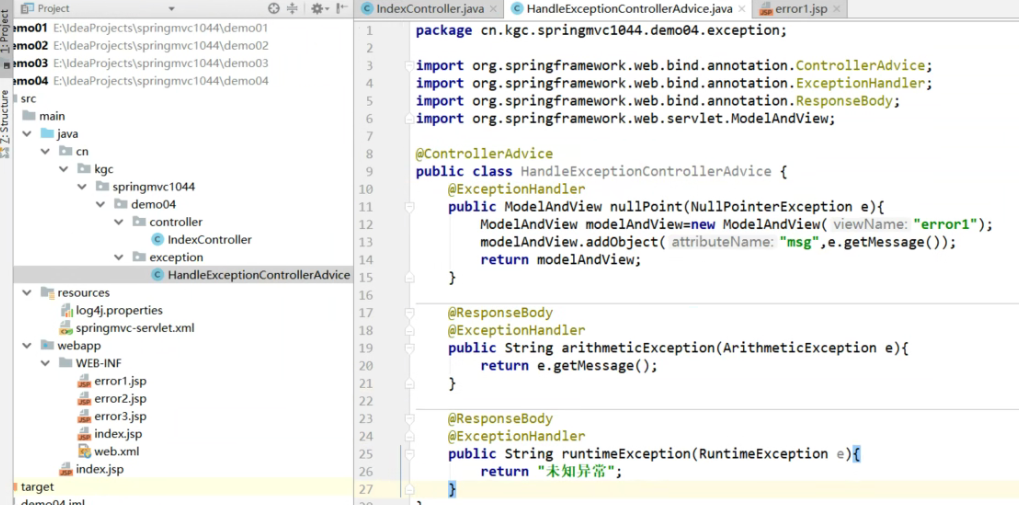 Project
IndexController.java
HandleExceptionControllerAdvice.java
error1.jsp
1: Project
Z: Structure
emo01 E:\IdeaProjects\springmvc1044\demo01
emo02 E:\IdeaProjects\springmvc1044\demo02
emo03 E:\IdeaProjects\springmvc1044\demo03
emo04 E:\IdeaProjects\springmvc1044\demo04
src
main
java
cn
kgc
springmvc1044
demo04
controller
IndexController
exception
HandleExceptionControllerAdvice
resources
log4j.properties
springmvc-servlet.xml
webapp
WEB-INF
error1.jsp
error2.jsp
error3.jsp
index.jsp
web.xml
index.jsp
target
demo04.iml
1 package cn.kgc.springmvc1044.demo04.exception;
2
3 import org.springframework.web.bind.annotation.ControllerAdvice;
4 import org.springframework.web.bind.annotation.ExceptionHandler;
5 import org.springframework.web.bind.annotation.ResponseBody;
6 import org.springframework.web.servlet.ModelAndView;
7
8 @ControllerAdvice
9 public class HandleExceptionControllerAdvice {
10 @ExceptionHandler
11 public ModelAndView nullPoint(NullPointerException e){
12 ModelAndView modelAndView=new ModelAndView( viewName: "error1");
13 modelAndView.addObject( attributeName: "msg",e.getMessage());
14 return modelAndView;
15 }
16
17 @ResponseBody
18 @ExceptionHandler
19 public String arithmeticException(ArithmeticException e){
20 return e.getMessage();
21 }
22
23 @ResponseBody
24 @ExceptionHandler
25 public String runtimeException(RuntimeException e){
26 return "未知异常";
27 }